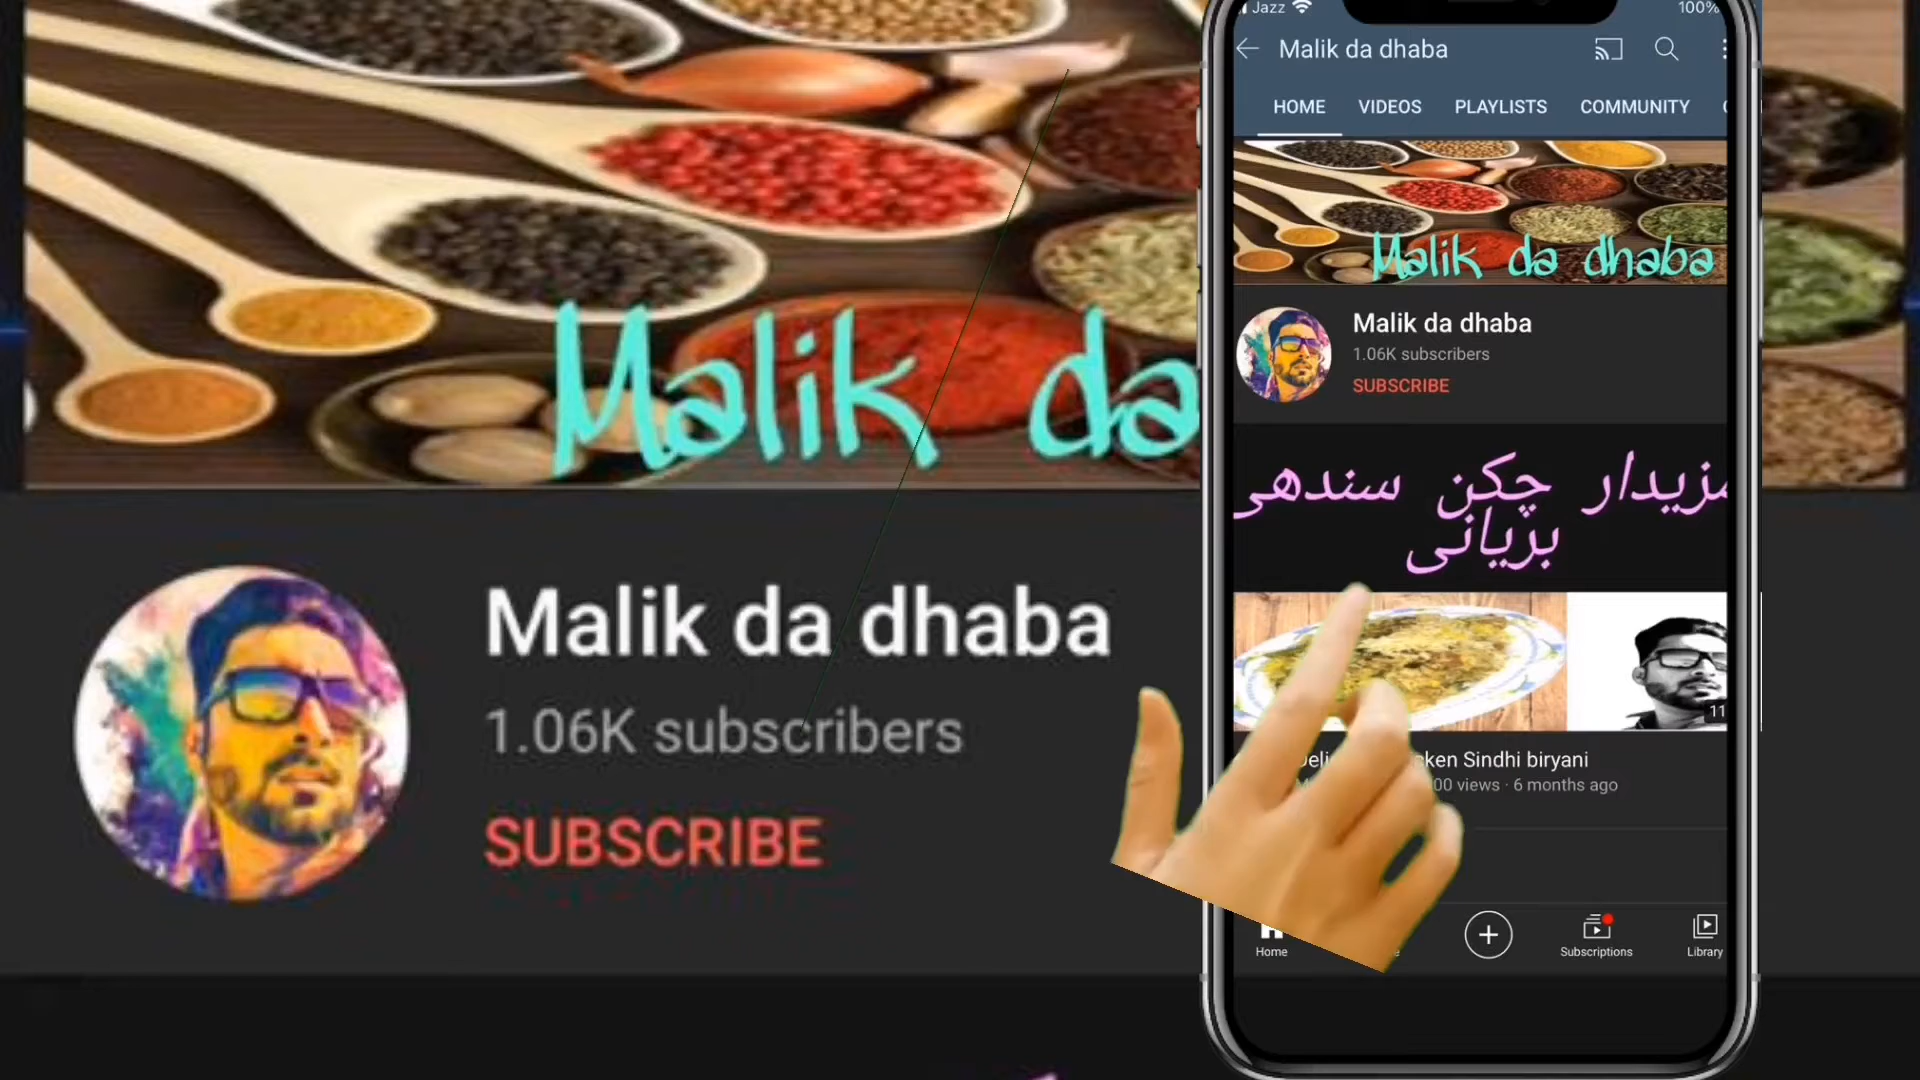 Malik da
Malik da dhaba
1.06K subscribers
SUBSCRIBE
Jazz
100%
Malik da dhaba
HOME VIDEOS PLAYLISTS COMMUNITY
Malik da dhaba
Malik da dhaba
1.06K subscribers
SUBSCRIBE
مزیدار چکن سندھی
بریانی
11
Sindhi biryani
views · 6 months ago
Home
Subscriptions
Library